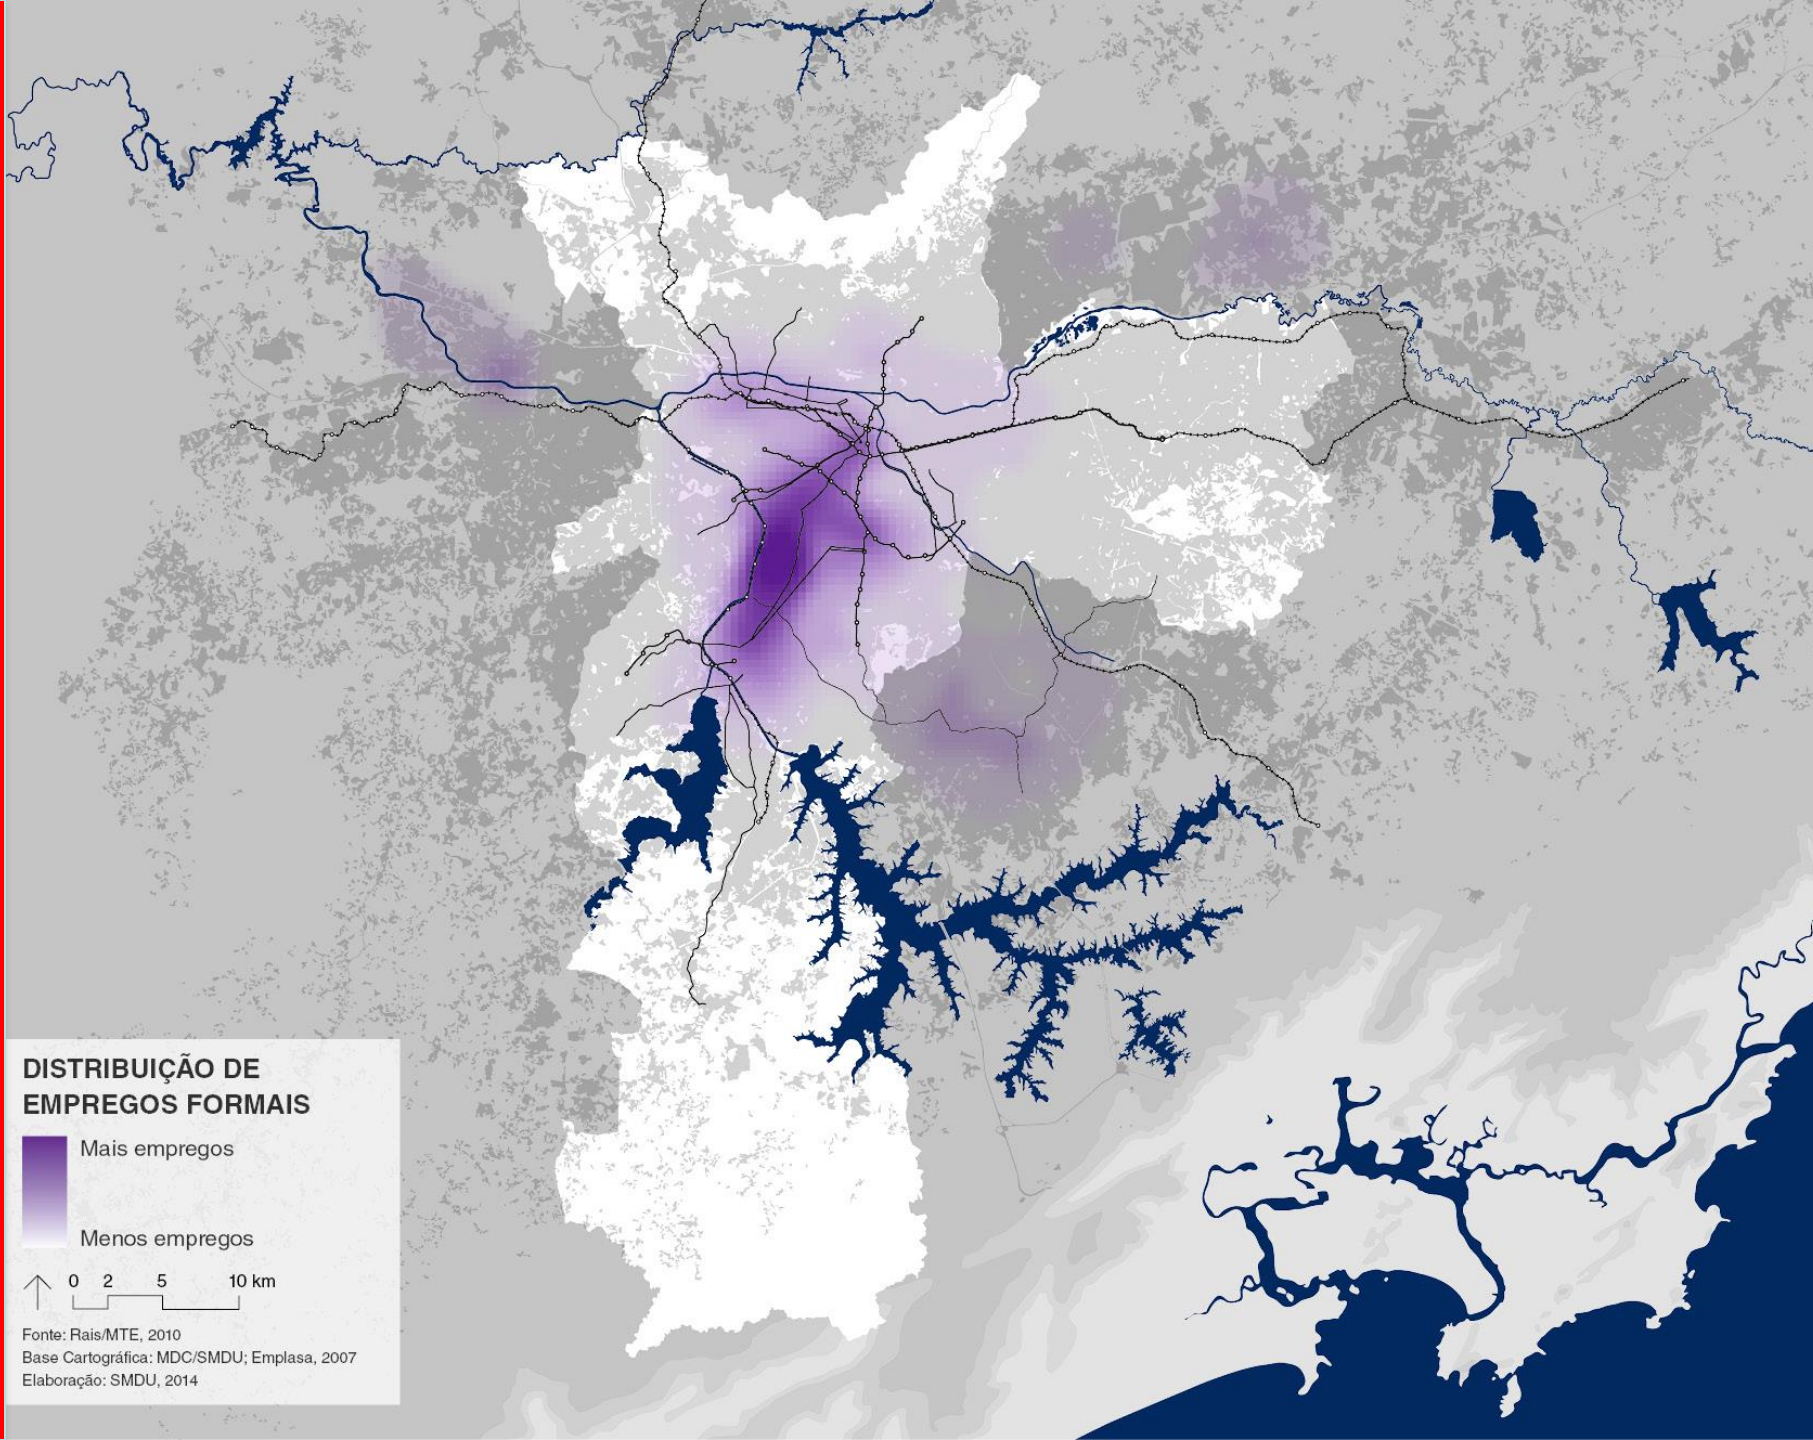 DISTRIBUIÇÃO DE
EMPREGOS FORMAIS
Mais empregos
Menos empregos
0 2 5 10 km
Fonte: Rais/MTE, 2010
Base Cartográfica: MDC/SMDU; Emplasa, 2007
Elaboração: SMDU, 2014